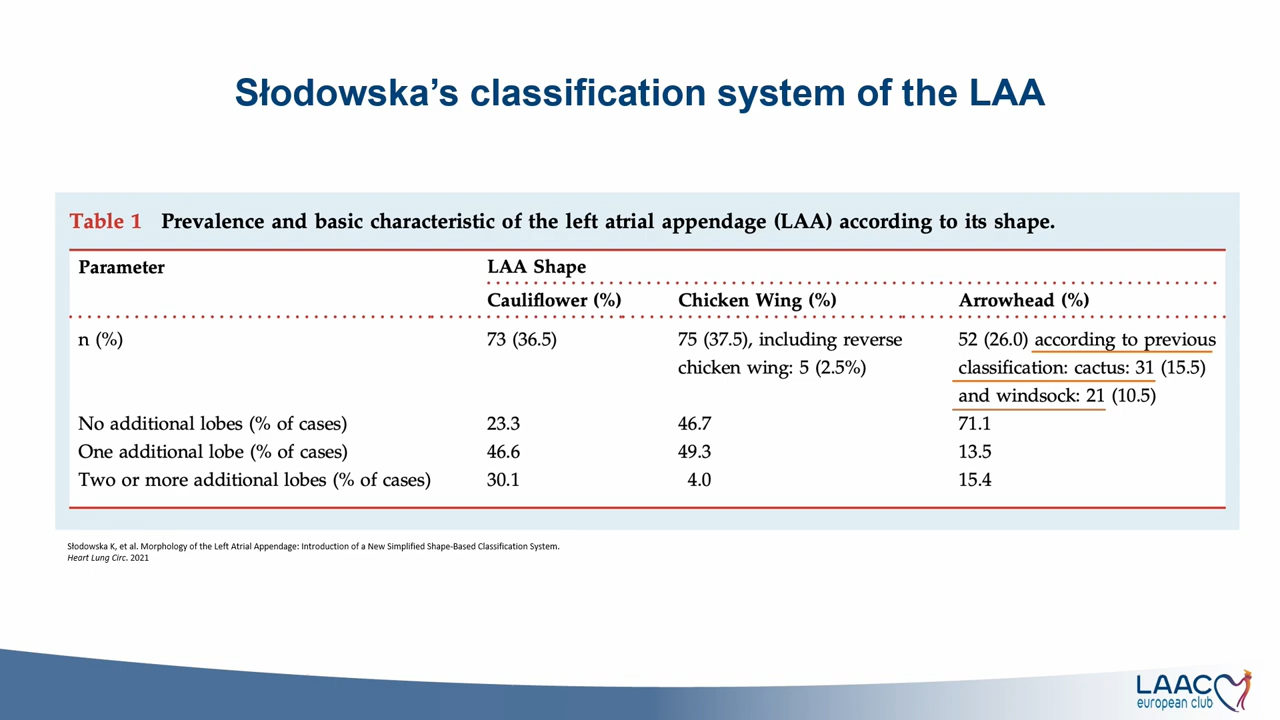 Słodowska’s classification system of the LAA
Table 1 Prevalence and basic characteristic of the left atrial appendage (LAA) according to its shape.
Parameter LAA Shape
Cauliflower (%) Chicken Wing (%) Arrowhead (%)
n (%) 73 (36.5) 75 (37.5), including reverse 52 (26.0) according to previous
chicken wing: 5 (2.5%) classification: cactus: 31 (15.5)
and windsock: 21 (10.5)
No additional lobes (% of cases) 23.3 46.7 71.1
One additional lobe (% of cases) 46.6 49.3 13.5
Two or more additional lobes (% of cases) 30.1 4.0 15.4
Słodowska K, et al. Morphology of the Left Atrial Appendage: Introduction of a New Simplified Shape-Based Classification System.
Heart Lung Circ. 2021
LAAC
european club